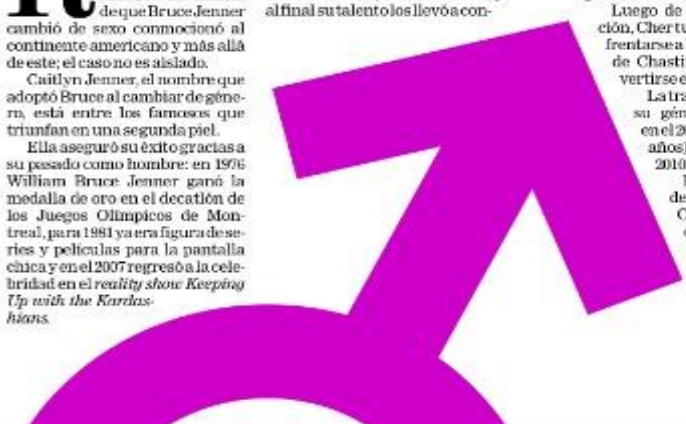 de que Bruce Jenner
cambió de sexo conmocionó al
continente americano y más allá
de este; el caso no es aislado.
Caitlyn Jenner, el nombre que
adoptó Bruce al cambiar de géne-
ro, está entre los famosos que
triunfan en una segunda piel.
Ella aseguró su éxito gracias a
su pasado como hombre: en 1976
William Bruce Jenner ganó la
medalla de oro en el decatlón de
los Juegos Olímpicos de Mon-
treal, para 1981 ya era figura de se-
ries y películas para la pantalla
chica y en el 2007 regresó a la cele-
bridad en el reality show Keeping
Up with the Kardas-
hians.
al final su talento los llevó a con-
Luego de
ción, Cher tu
frentarse a
de Chasti
vertirse e
La tra
su gén
en el 2
años)
2010
de
C